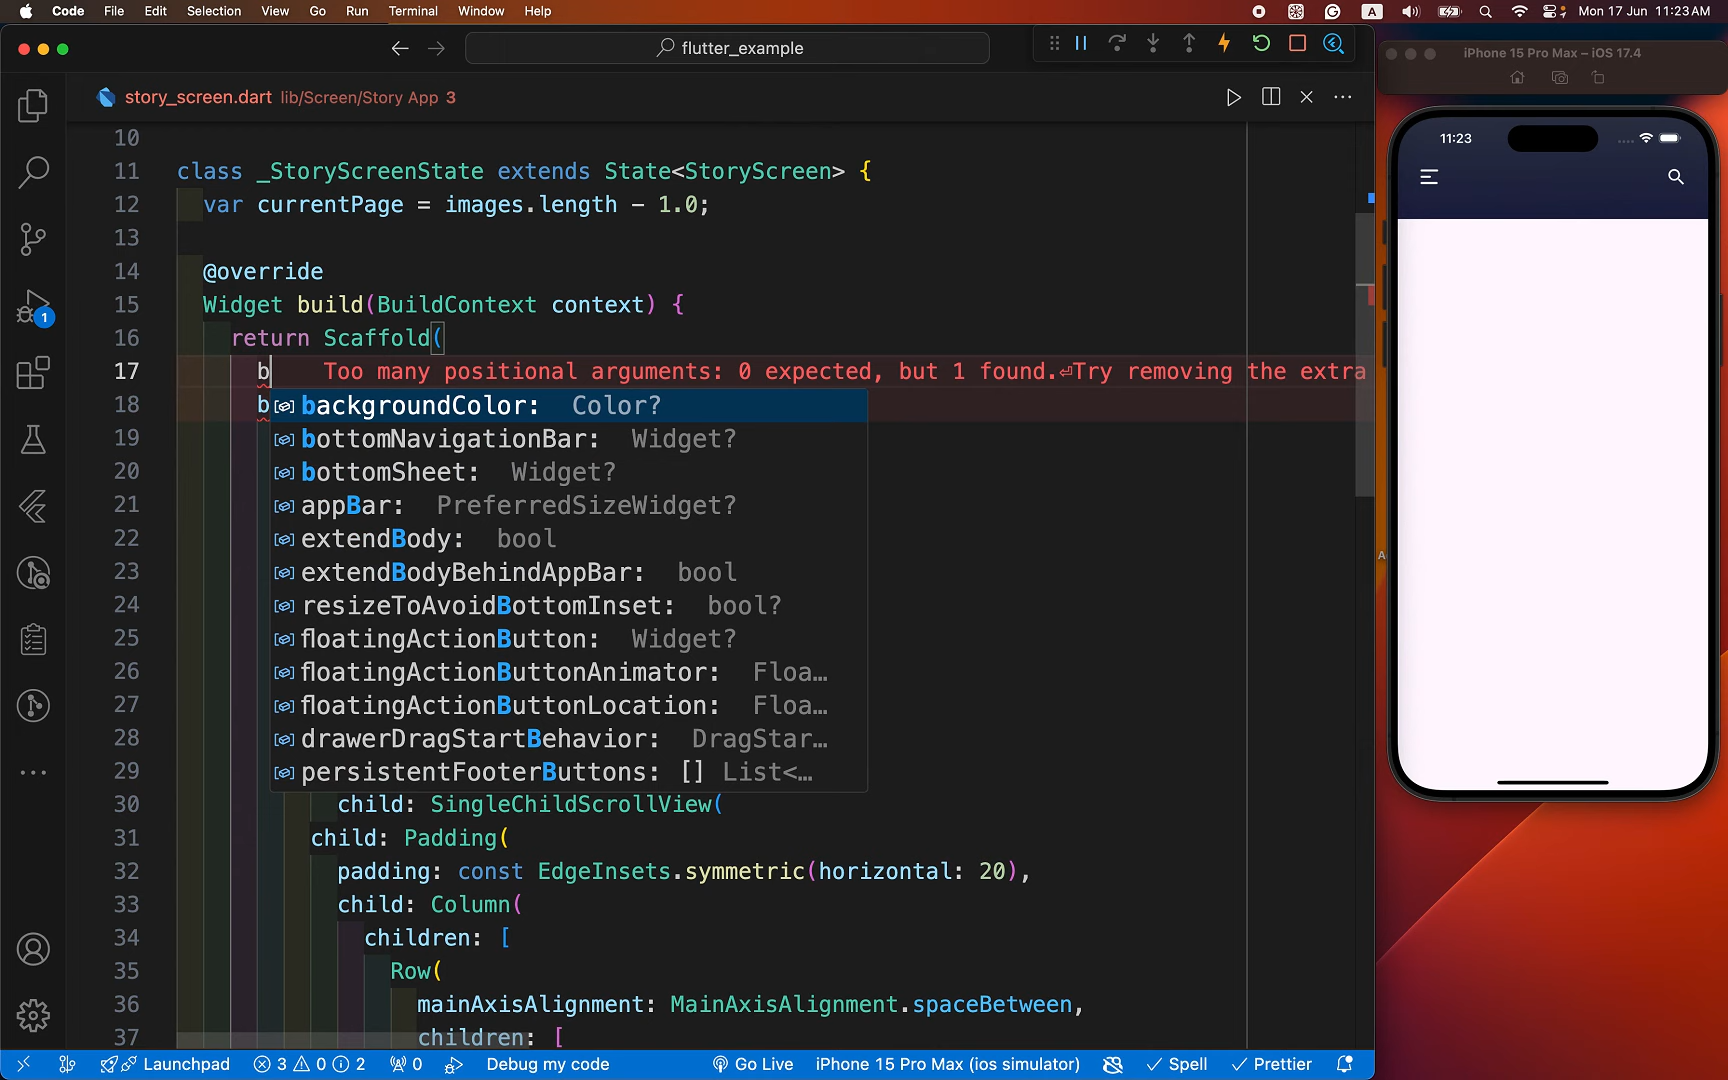 Code File Edit Selection View Go Run Terminal Window Help
A
Mon 17 Jun 11:23 AM
flutter_example
iPhone 15 Pro Max – iOS 17.4
story_screen.dart lib/Screen/Story App 3
11:23
10
11 class _StoryScreenState extends State<StoryScreen> {
12 var currentPage = images.length - 1.0;
13
14 @override
15 Widget build(BuildContext context) {
16 return Scaffold(
17 b Too many positional arguments: 0 expected, but 1 found.⏎Try removing the extra
18 b
backgroundColor: Color?
19
bottomNavigationBar: Widget?
20
bottomSheet: Widget?
21
appBar: PreferredSizeWidget?
22
extendBody: bool
23
extendBodyBehindAppBar: bool
24
resizeToAvoidBottomInset: bool?
25
floatingActionButton: Widget?
26
floatingActionButtonAnimator: Floa…
27
floatingActionButtonLocation: Floa…
28
drawerDragStartBehavior: DragStar…
29
persistentFooterButtons: [] List<…
30 child: SingleChildScrollView(
31 child: Padding(
32 padding: const EdgeInsets.symmetric(horizontal: 20),
33 child: Column(
34 children: [
35 Row(
36 mainAxisAlignment: MainAxisAlignment.spaceBetween,
37 children: [
1
A
Launchpad 3 0 2 0 Debug my code Go Live iPhone 15 Pro Max (ios simulator) Spell Prettier